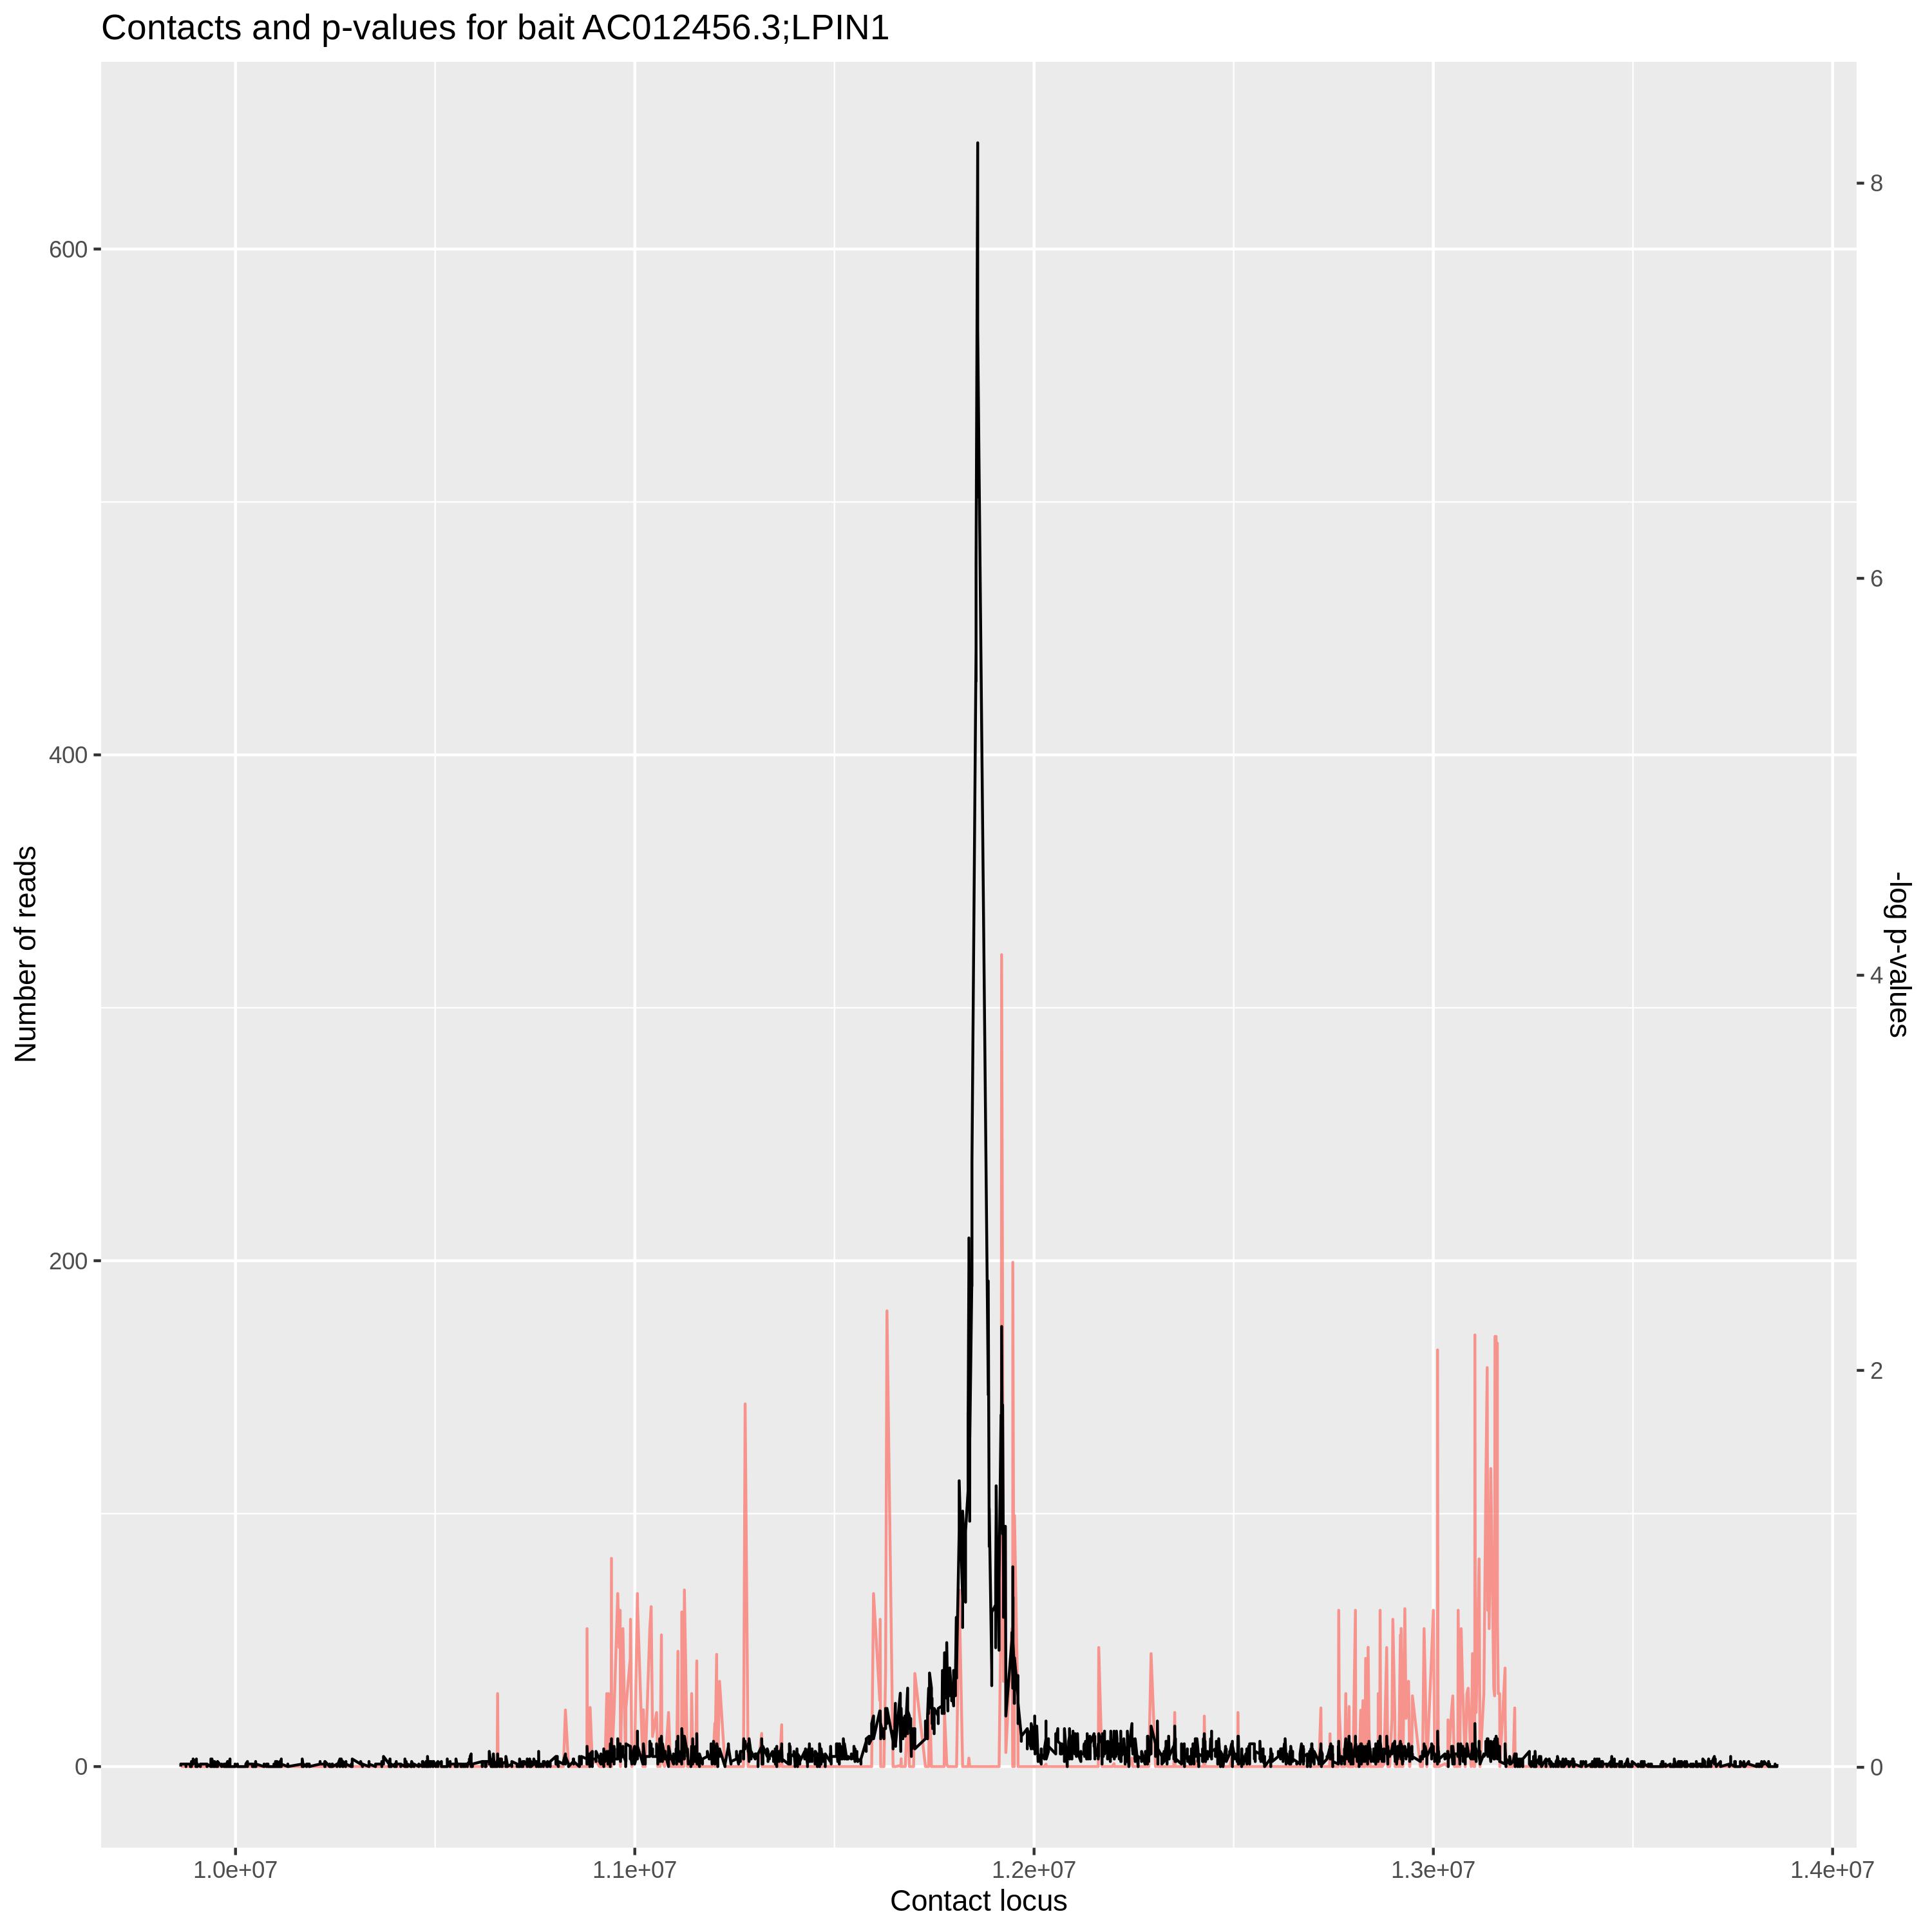 Contacts and p-values for bait AC012456.3;LPIN1
Number of reads
600
400
200
0
8
6
4
2
0
-log p-values
1.0e+07
1.1e+07
1.2e+07
1.3e+07
1.4e+07
Contact locus